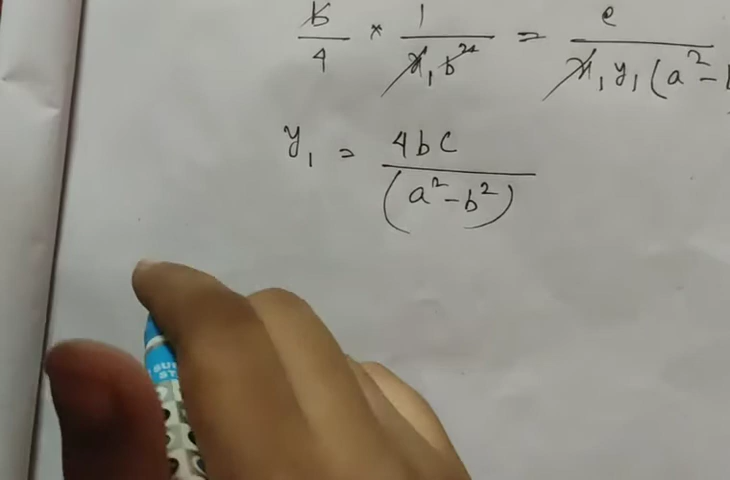 b/4 * 1/x₁b² = e/x₁y₁(a² -
y₁ = 4bc/(a² - b²)